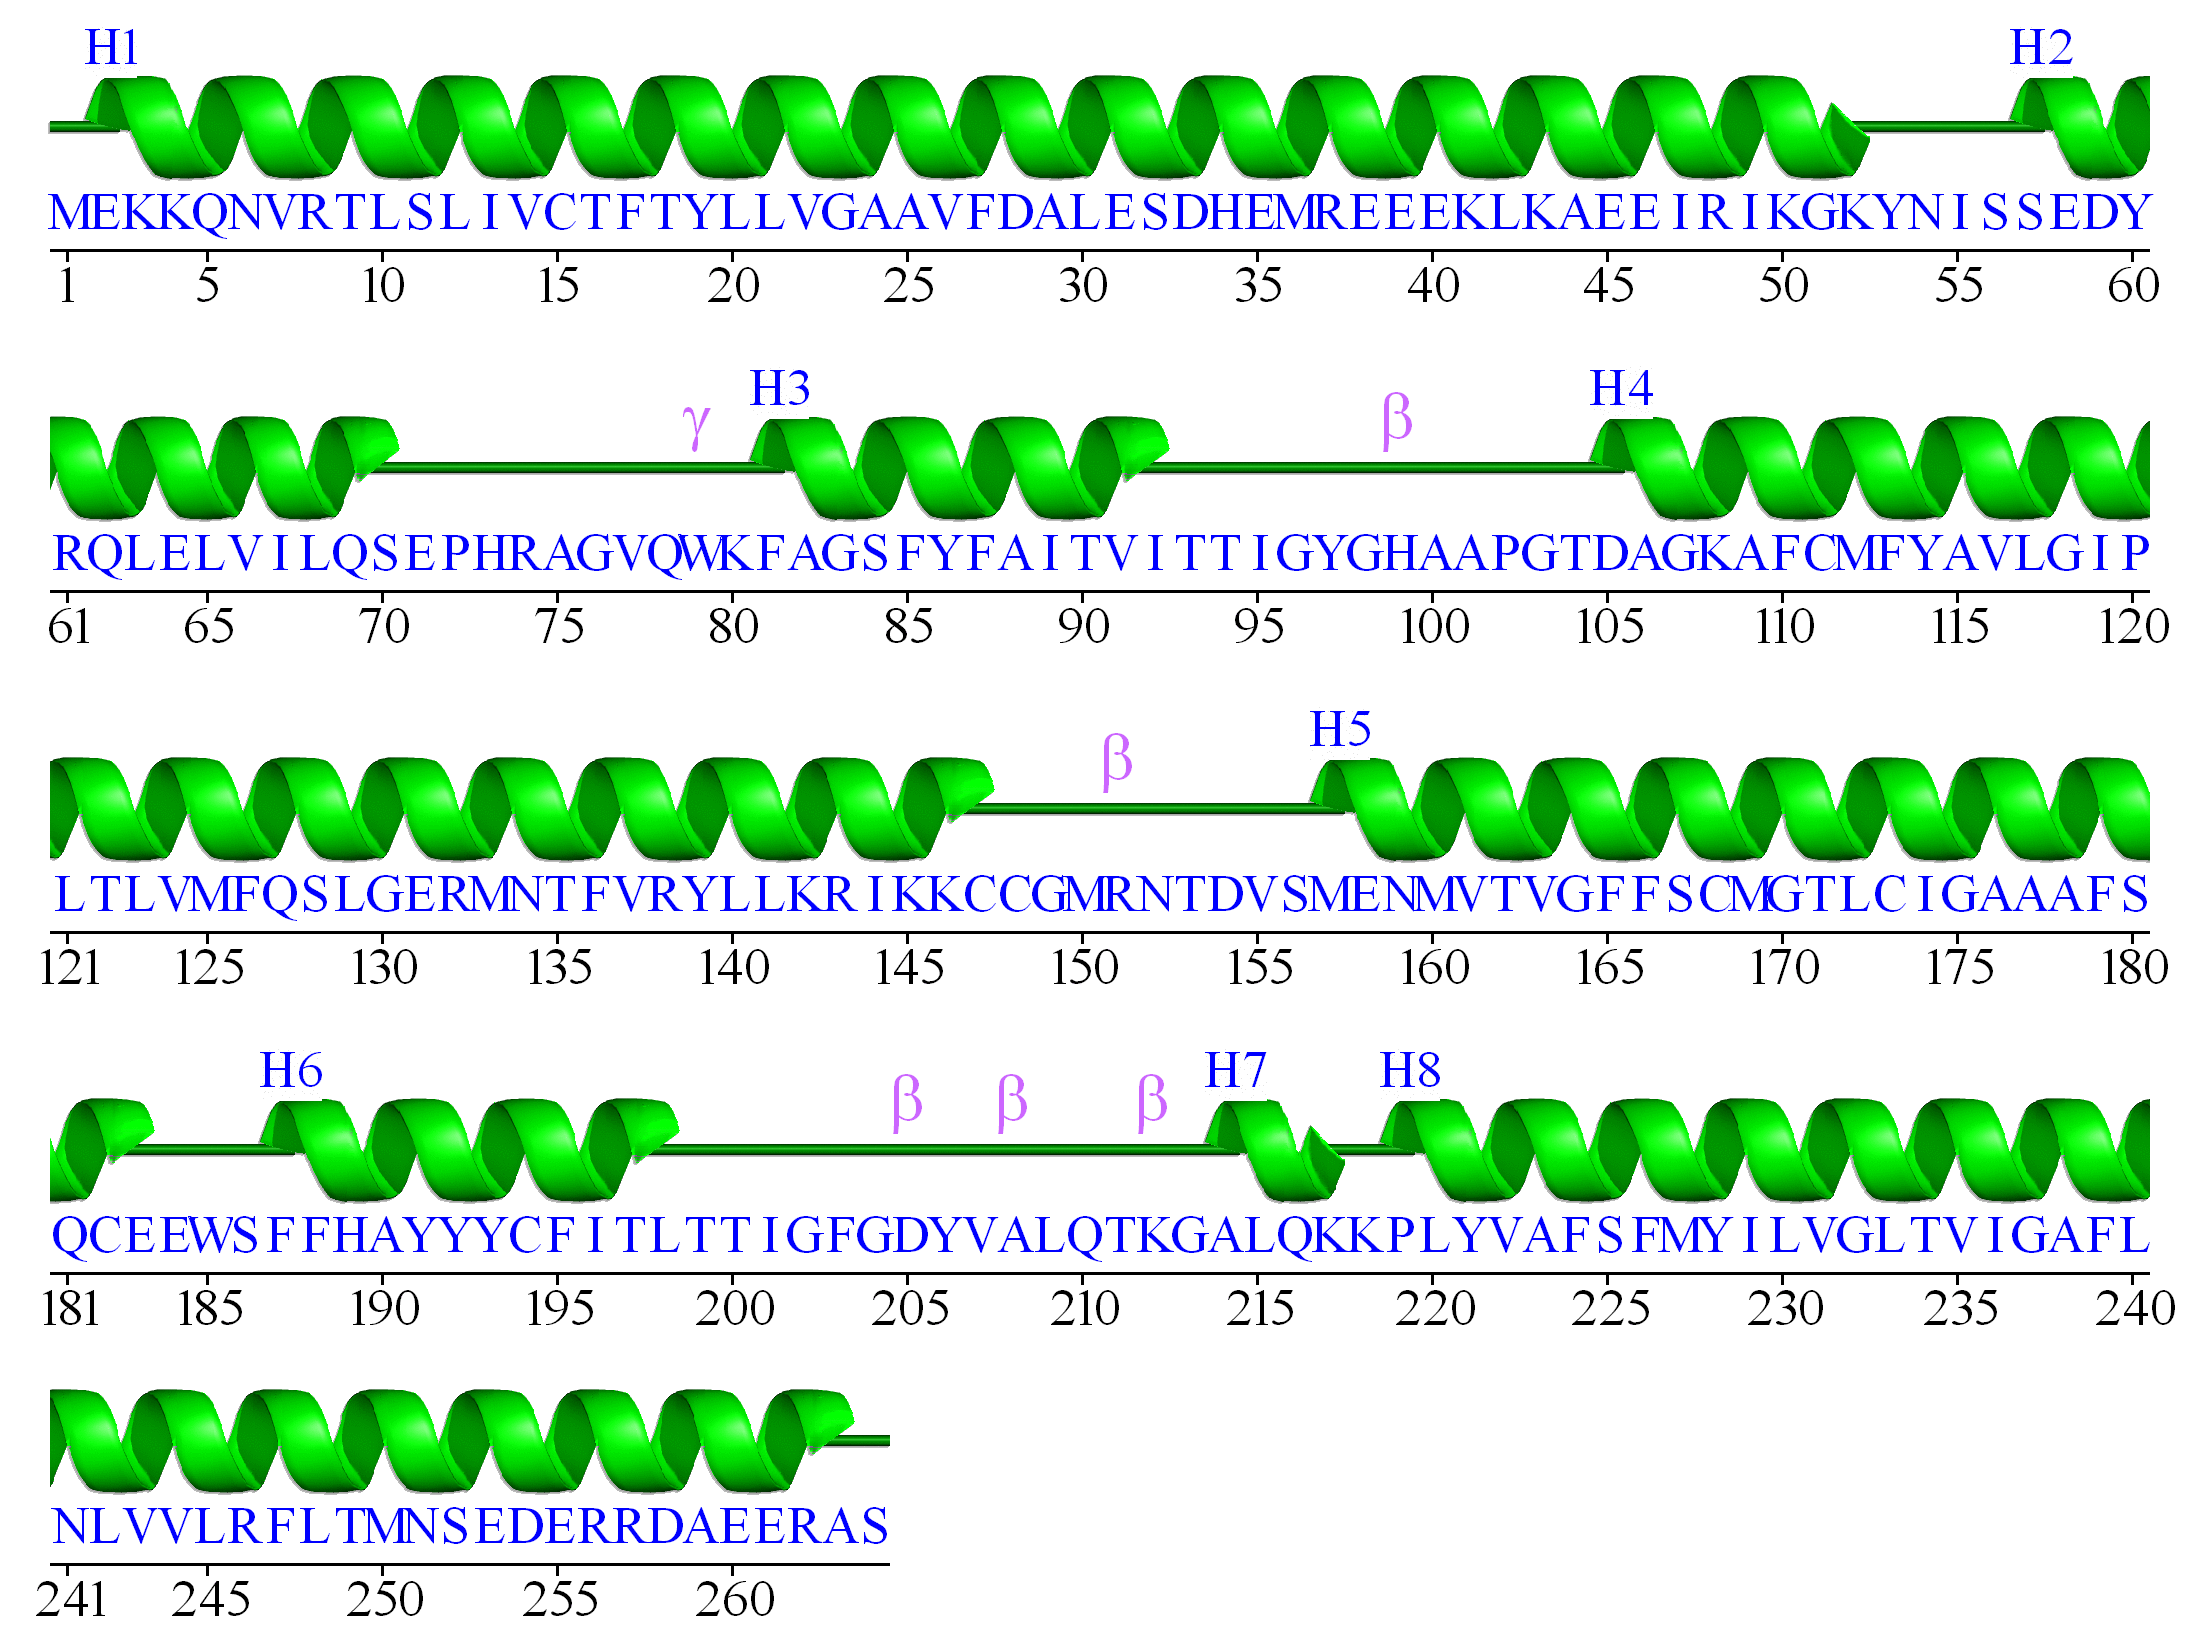 H1 H2
MEKKQNVRTLSLIVCTFTYLLVGAAVFDALESDHEMREEEKLKAEEIRIKGKYNISSEDY
1 5 10 15 20 25 30 35 40 45 50 55 60
γ H3 β H4
RQLELVILQSEPHRAGVQWKFAGSFYFAITVITTIGYGHAAPGTDAGKAFCMFYAVLGIP
61 65 70 75 80 85 90 95 100 105 110 115 120
β H5
LTLVMFQSLGERMNTFVRYLLKRIKKCCGMRNTDVSMENMVTVGFFSCMGTLCIGAAAFS
121 125 130 135 140 145 150 155 160 165 170 175 180
H6 β β β H7 H8
QCEEWSFFHAYYYCFITLTTIGFGDYVALQTKGALQKKPLYVAFSFMYILVGLTVIGAFL
181 185 190 195 200 205 210 215 220 225 230 235 240
NLVVLRFLTMNSEDERRDAEERAS
241 245 250 255 260